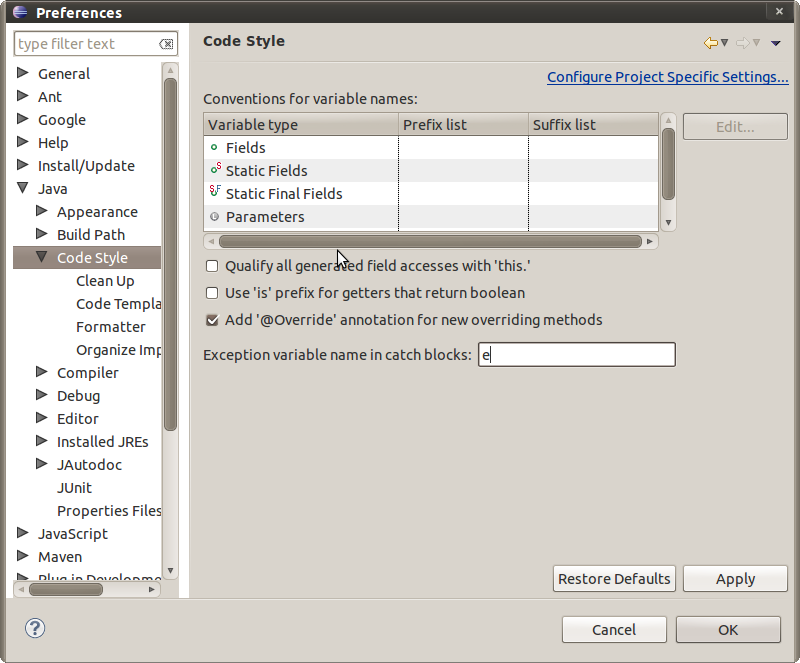 Preferences
type filter text
General
Ant
Google
Help
Install/Update
Java
Appearance
Build Path
Code Style
Clean Up
Code Templa
Formatter
Organize Imp
Compiler
Debug
Editor
Installed JREs
JAutodoc
JUnit
Properties Files
JavaScript
Maven
Plug-in Developme
Code Style
Configure Project Specific Settings...
Conventions for variable names:
Variable type Prefix list Suffix list
Fields
Static Fields
Static Final Fields
Parameters
Edit...
Qualify all generated field accesses with 'this.'
Use 'is' prefix for getters that return boolean
Add '@Override' annotation for new overriding methods
Exception variable name in catch blocks: e
Restore Defaults Apply
Cancel OK